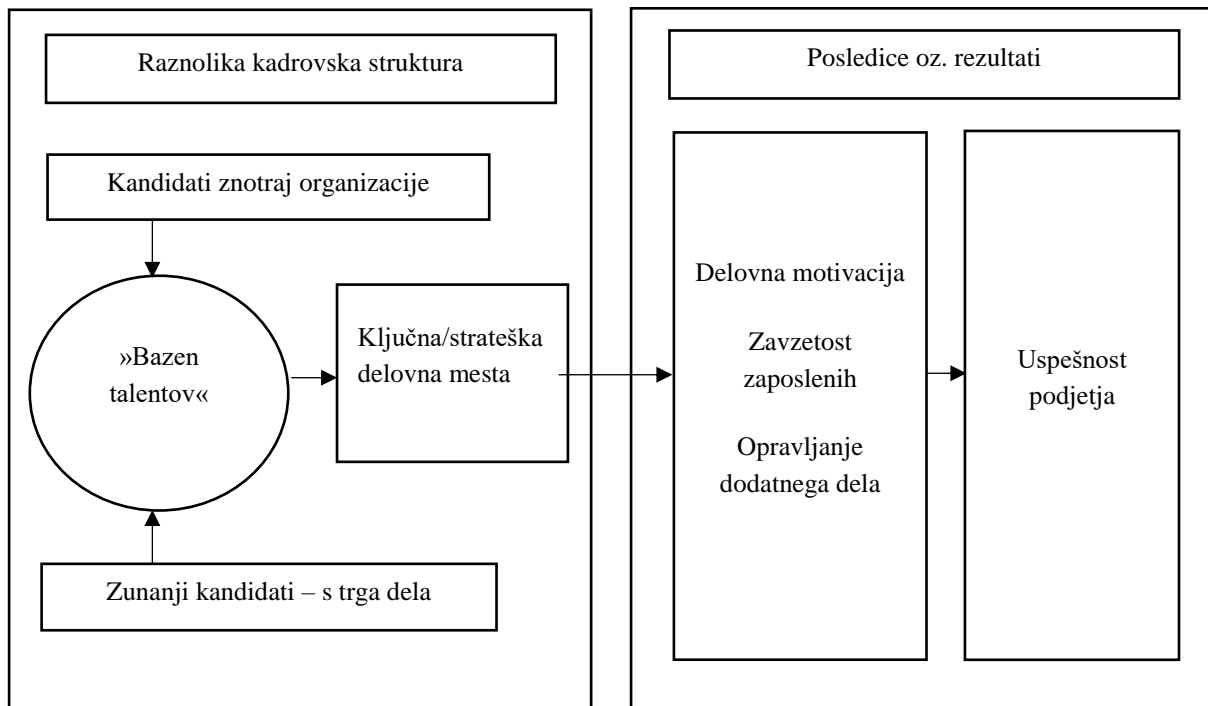 Raznolika kadrovska struktura
Kandidati znotraj organizacije
»Bazen
talentov«
Ključna/strateška
delovna mesta
Zunanji kandidati – s trga dela
Posledice oz. rezultati
Delovna motivacija
Zavzetost
zaposlenih
Opravljanje
dodatnega dela
Uspešnost
podjetja